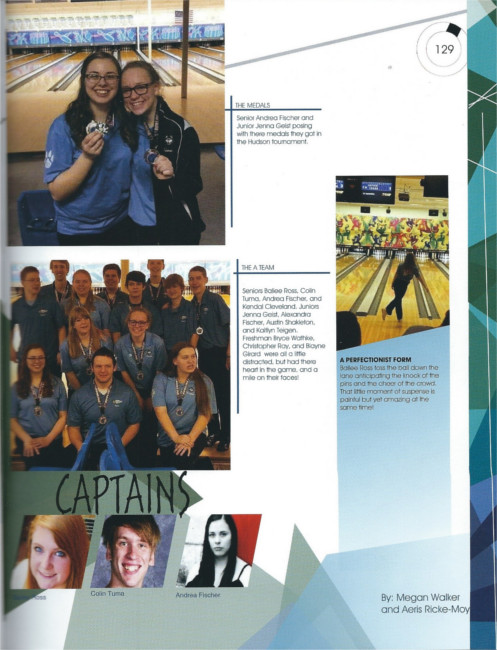 129
THE MEDALS
Senior Andrea Fischer and
Junior Jenna Geist posing
with there medals they got in
the Hudson tournament.
THE A TEAM
Seniors Bailee Ross, Colin
Tuma, Andrea Fischer, and
Kendal Cleveland. Juniors
Jenna Geist, Alexandra
Fischer, Austin Shakleton,
and Kaitlyn Teigen.
Freshman Bryce Wathke,
Christopher Ray, and Blayne
Girard were all a little
distracted, but had there
heart in the game, and a
mile on their faces!
A PERFECTIONIST FORM
Bailee Ross toss the ball down the
lane anticipating the knock of the
pins and the cheer of the crowd.
That little moment of suspense is
painful but yet amazing at the
same time!
CAPTAINS
Colin Tuma
Andrea Fischer
By: Megan Walker
and Aeris Ricke-Moy